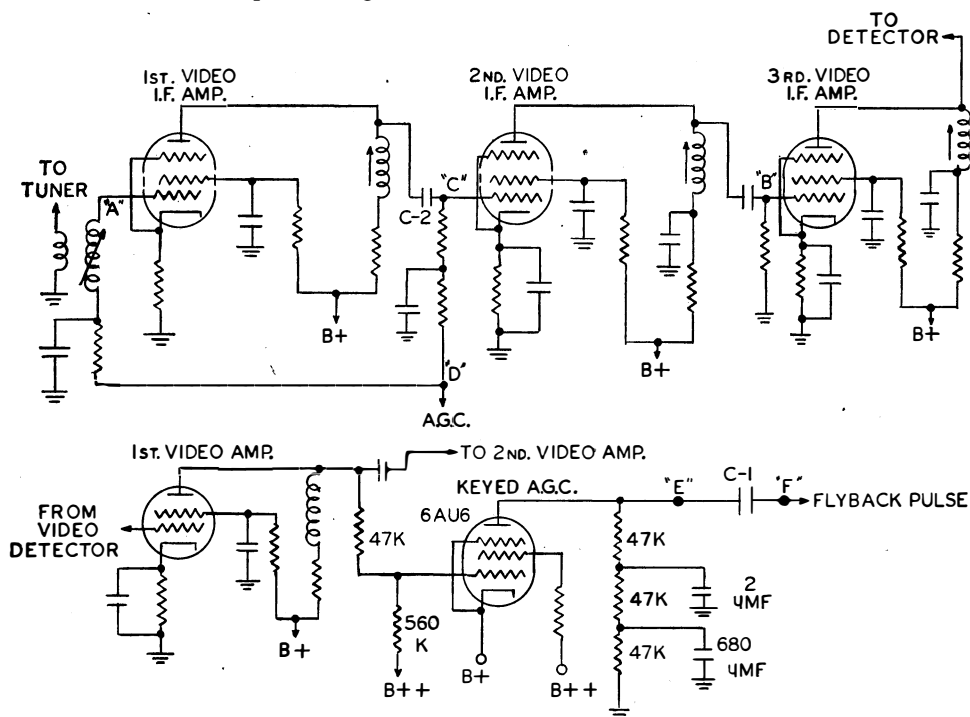 TO
DETECTOR
1ST. VIDEO
I.F. AMP.
2ND. VIDEO
I.F. AMP.
3RD. VIDEO
I.F. AMP.
TO
TUNER
"A"
"C"
C-2
"B"
B+
B+
B+
"D"
A.G.C.
1ST. VIDEO AMP.
TO 2ND. VIDEO AMP.
KEYED A.G.C.
6AU6
"E"
C-1
"F"
FLYBACK PULSE
FROM
VIDEO
DETECTOR
47K
47K
47K
2
4MF
560
K
47K
680
4MF
B+
B++
B+
B++